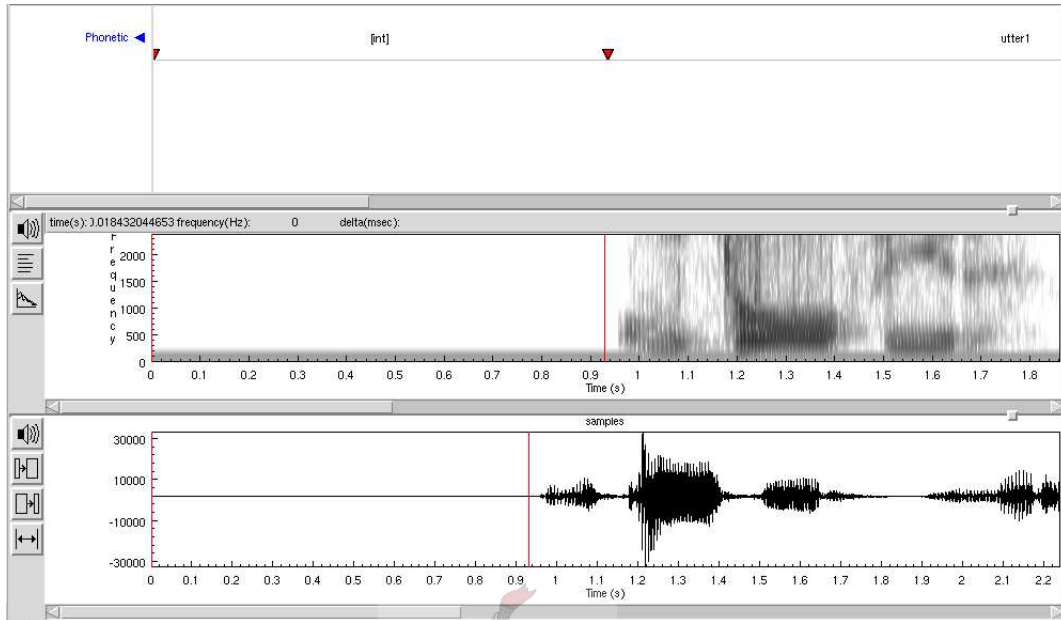 Phonetic [int] utter1
time(s): 0.018432044653 frequency(Hz): 0 delta(msec):
Frequency
2000
1500
1000
500
0
0 0.1 0.2 0.3 0.4 0.5 0.6 0.7 0.8 0.9 1 1.1 1.2 1.3 1.4 1.5 1.6 1.7 1.8
Time (s)
samples
30000
10000
-10000
-30000
0 0.1 0.2 0.3 0.4 0.5 0.6 0.7 0.8 0.9 1 1.1 1.2 1.3 1.4 1.5 1.6 1.7 1.8 1.9 2 2.1 2.2
Time (s)